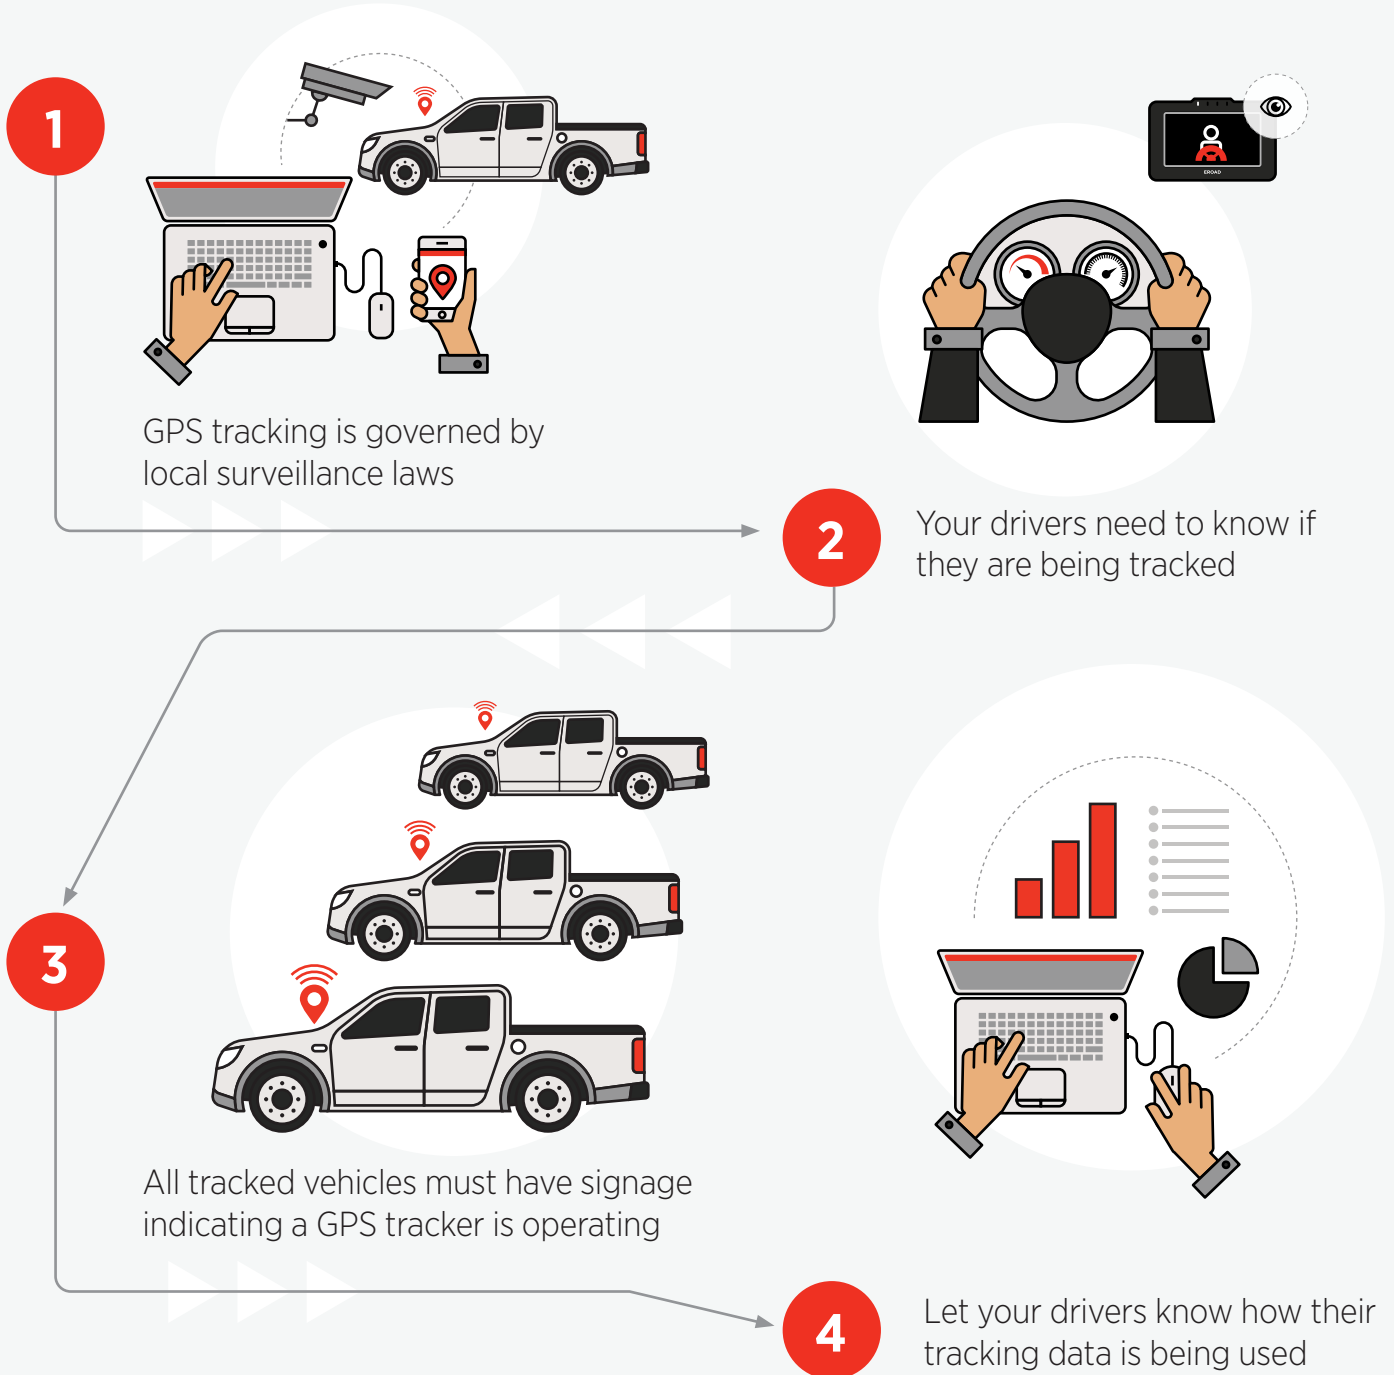 1
GPS tracking is governed by
local surveillance laws
EROAD
2
Your drivers need to know if
they are being tracked
3
All tracked vehicles must have signage
indicating a GPS tracker is operating
4
Let your drivers know how their
tracking data is being used